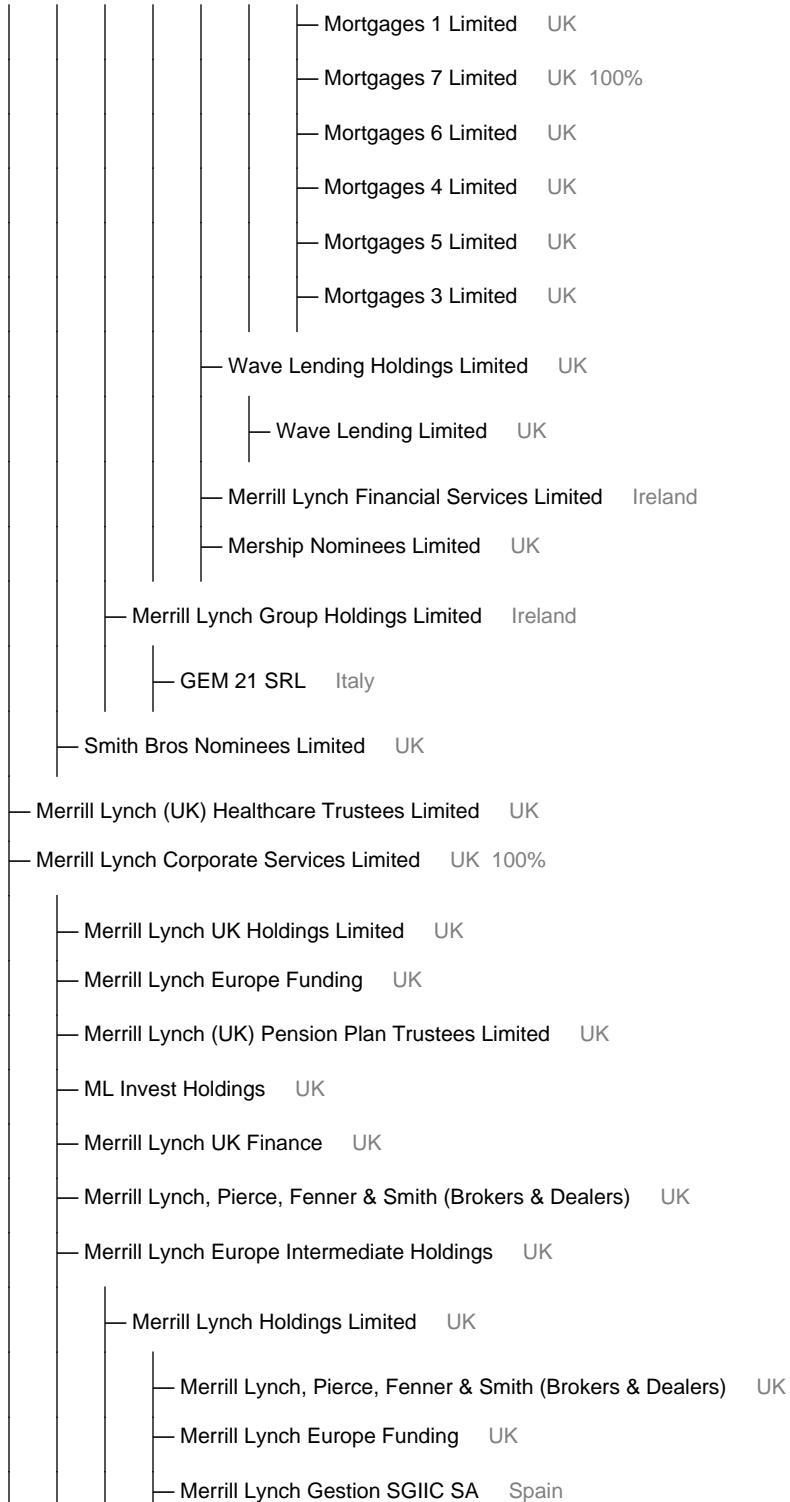 Mortgages 1 Limited UK
Mortgages 7 Limited UK 100%
Mortgages 6 Limited UK
Mortgages 4 Limited UK
Mortgages 5 Limited UK
Mortgages 3 Limited UK
Wave Lending Holdings Limited UK
Wave Lending Limited UK
Merrill Lynch Financial Services Limited Ireland
Mership Nominees Limited UK
Merrill Lynch Group Holdings Limited Ireland
GEM 21 SRL Italy
Smith Bros Nominees Limited UK
Merrill Lynch (UK) Healthcare Trustees Limited UK
Merrill Lynch Corporate Services Limited UK 100%
Merrill Lynch UK Holdings Limited UK
Merrill Lynch Europe Funding UK
Merrill Lynch (UK) Pension Plan Trustees Limited UK
ML Invest Holdings UK
Merrill Lynch UK Finance UK
Merrill Lynch, Pierce, Fenner & Smith (Brokers & Dealers) UK
Merrill Lynch Europe Intermediate Holdings UK
Merrill Lynch Holdings Limited UK
Merrill Lynch, Pierce, Fenner & Smith (Brokers & Dealers) UK
Merrill Lynch Europe Funding UK
Merrill Lynch Gestion SGIIC SA Spain